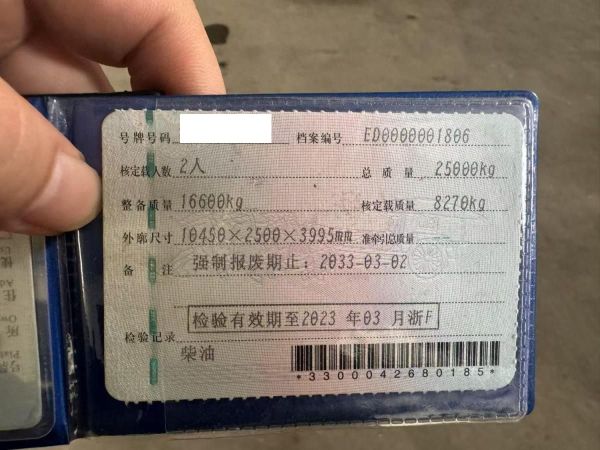 号牌号码 档案编号 ED0000001806
核定载人数 2人 总质量 25000kg
整备质量 16600kg 核定载质量 8270kg
外廓尺寸 10450×2500×3995mm 准牵引总质量 --
备注 强制报废期止：2033-03-02
检验有效期至2023 年03 月浙F
检验记录
柴油
*3300042680185*